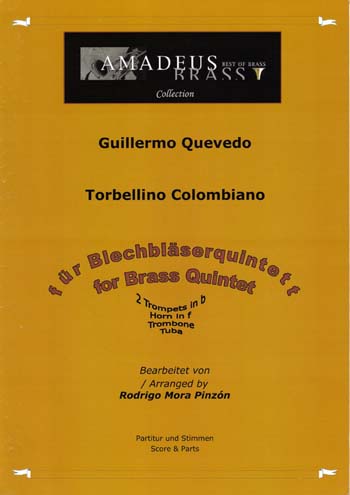 AMADEUS
BEST OF BRASS
BRASS
Collection
Guillermo Quevedo
Torbellino Colombiano
für Blechbläserquintett
for Brass Quintet
2 Trompets in b
Horn in f
Trombone
Tuba
Bearbeitet von
/ Arranged by
Rodrigo Mora Pinzón
Partitur und Stimmen
Score & Parts